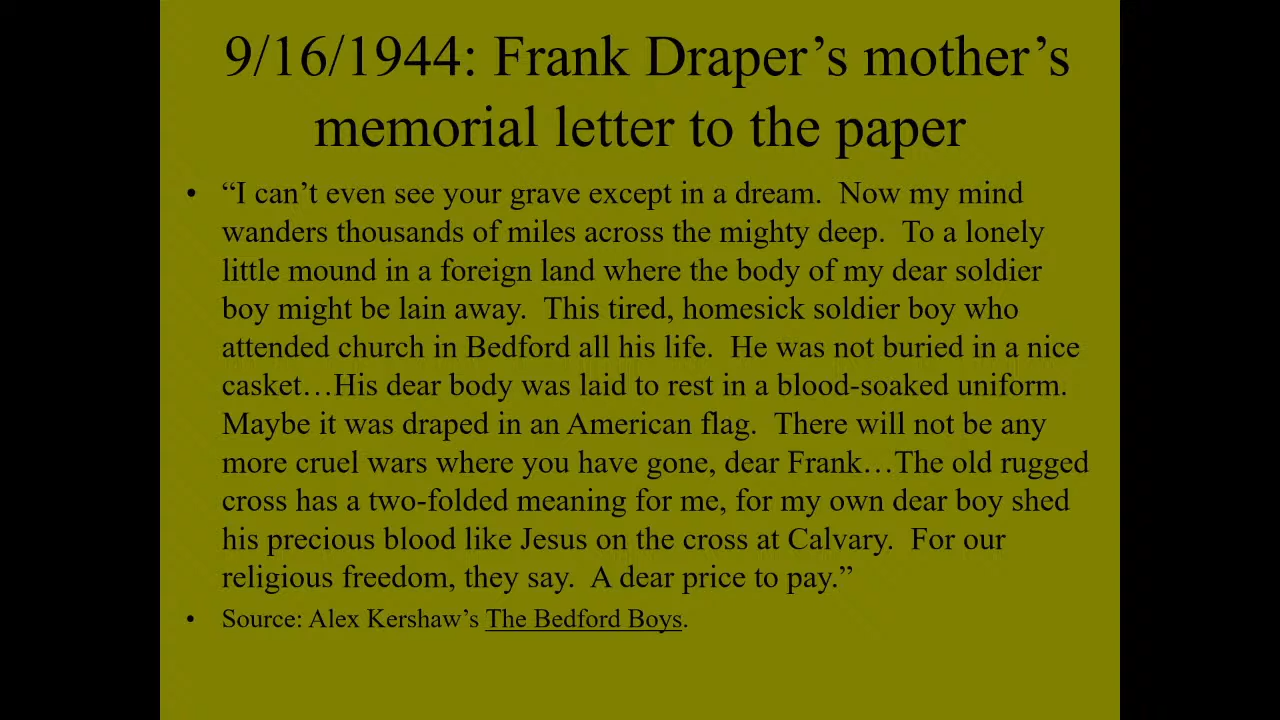 9/16/1944: Frank Draper’s mother’s
memorial letter to the paper
• “I can’t even see your grave except in a dream.  Now my mind
wanders thousands of miles across the mighty deep.  To a lonely
little mound in a foreign land where the body of my dear soldier
boy might be lain away.  This tired, homesick soldier boy who
attended church in Bedford all his life.  He was not buried in a nice
casket…His dear body was laid to rest in a blood-soaked uniform.
Maybe it was draped in an American flag.  There will not be any
more cruel wars where you have gone, dear Frank…The old rugged
cross has a two-folded meaning for me, for my own dear boy shed
his precious blood like Jesus on the cross at Calvary.  For our
religious freedom, they say.  A dear price to pay.”
• Source: Alex Kershaw’s The Bedford Boys.